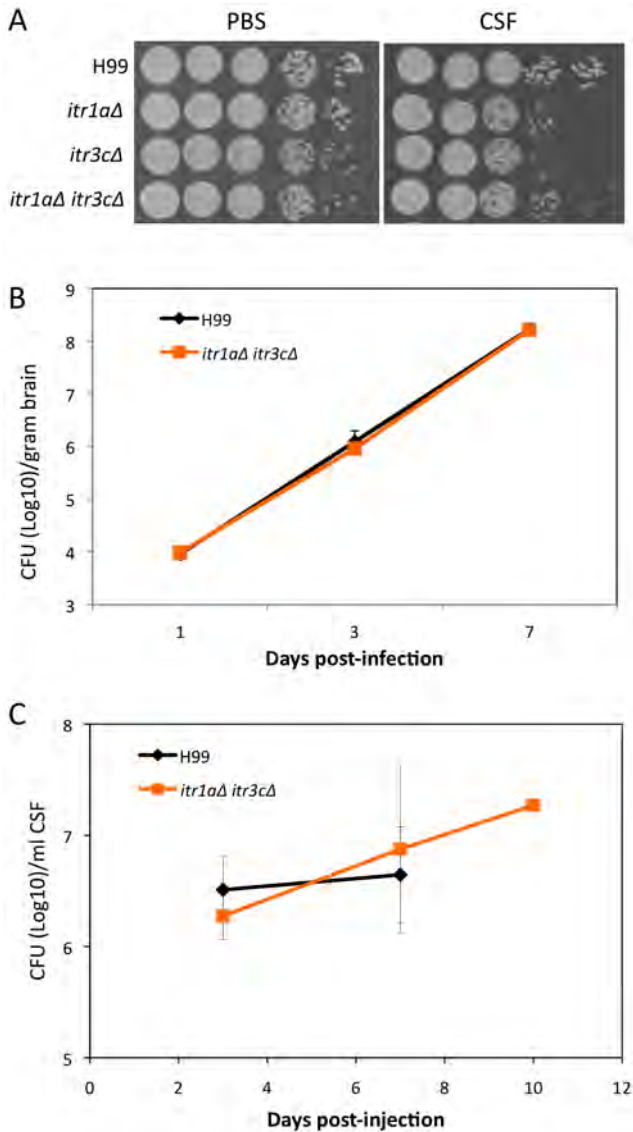 A
PBS
CSF
H99
itr1aΔ
itr3cΔ
itr1aΔ itr3cΔ
B
9
8
7
6
5
4
3
CFU (Log10)/gram brain
H99
itr1aΔ itr3cΔ
1
3
7
Days post-infection
C
8
7
6
5
CFU (Log10)/ml CSF
H99
itr1aΔ itr3cΔ
0
2
4
6
8
10
12
Days post-injection